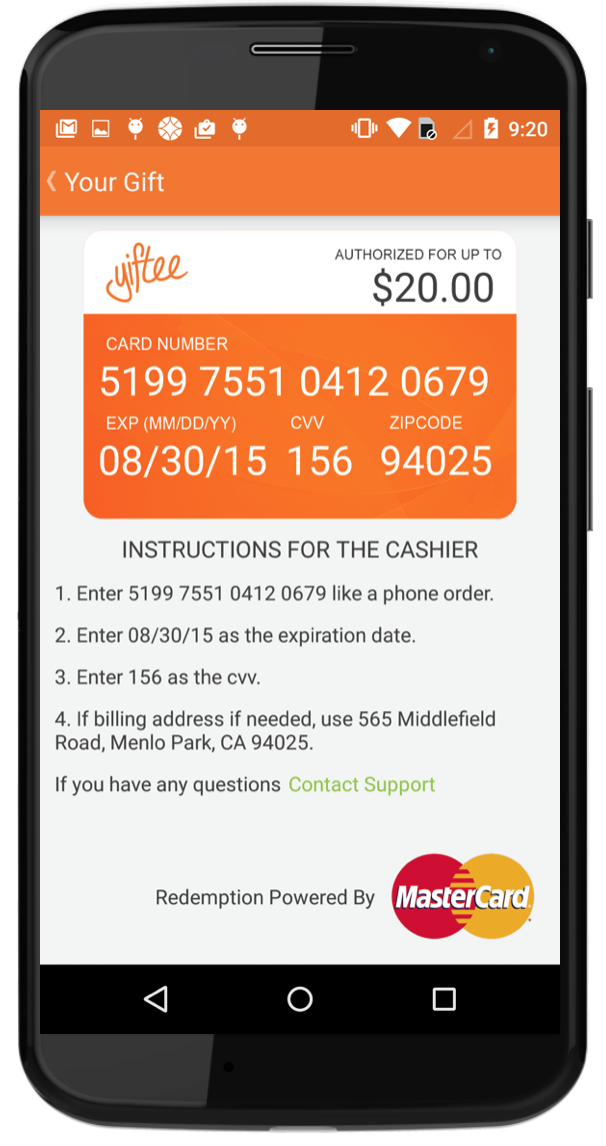 9:20
Your Gift
yiftee
AUTHORIZED FOR UP TO
$20.00
CARD NUMBER
5199 7551 0412 0679
EXP (MM/DD/YY) CVV ZIPCODE
08/30/15 156 94025
INSTRUCTIONS FOR THE CASHIER
1. Enter 5199 7551 0412 0679 like a phone order.
2. Enter 08/30/15 as the expiration date.
3. Enter 156 as the cvv.
4. If billing address if needed, use 565 Middlefield
Road, Menlo Park, CA 94025.
If you have any questions Contact Support
Redemption Powered By MasterCard